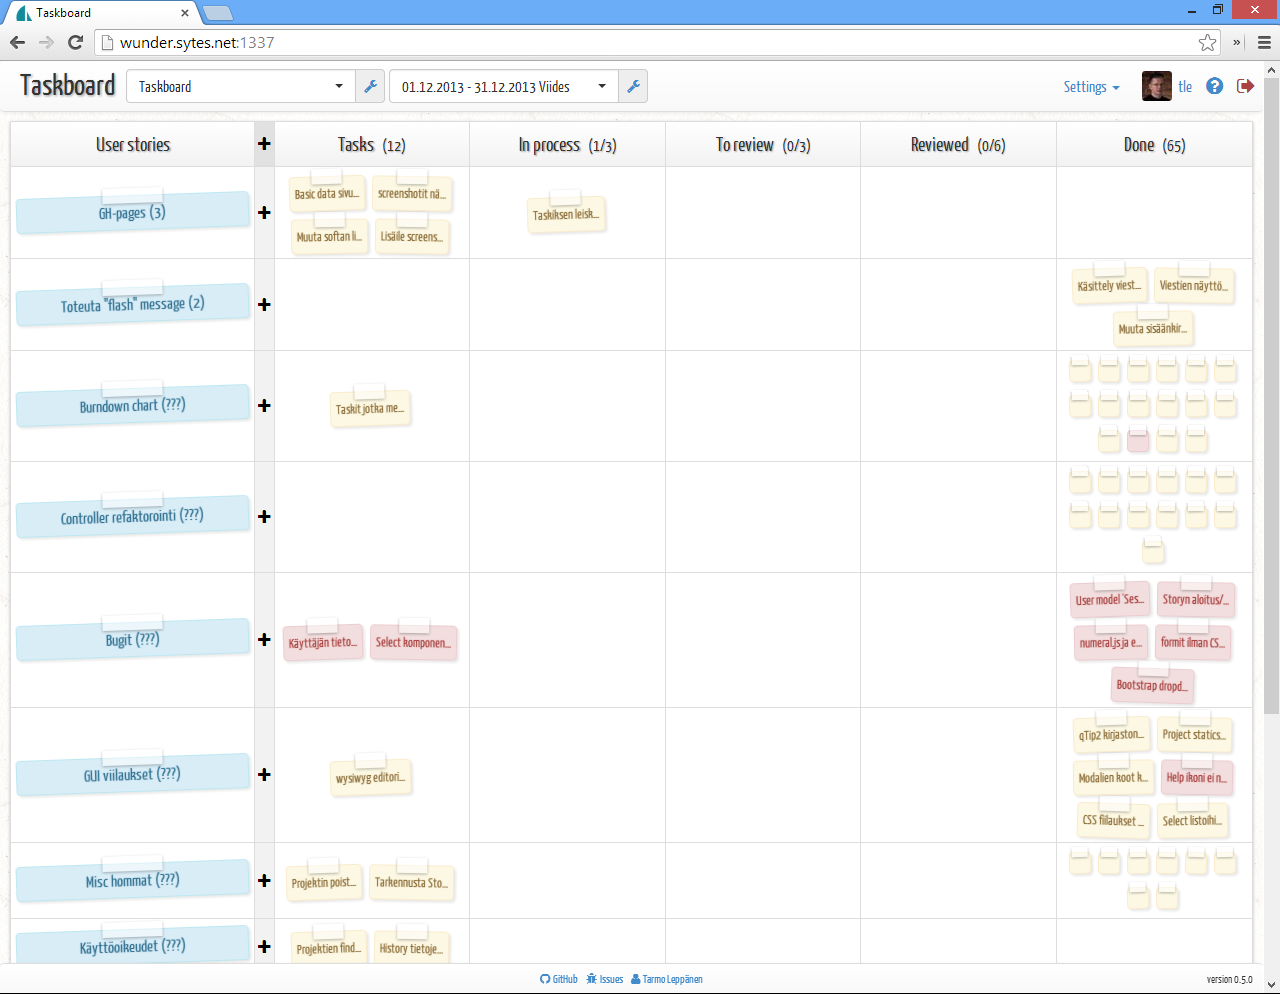 Taskboard
wunder.sytes.net:1337
Taskboard
Taskboard
01.12.2013 - 31.12.2013 Viides
Settings
tle
User stories
Tasks (12)
In process (1/3)
To review (0/3)
Reviewed (0/6)
Done (65)
GH-pages (3)
Basic data sivu...
screenshotit nä...
Muuta softan li...
Lisäile screens...
Taskiksen leisk...
Toteuta "flash" message (2)
Käsittely viest...
Viestien näyttö...
Muuta sisäänkir...
Burndown chart (???)
Taskit jotka me...
Controller refaktorointi (???)
Bugit (???)
Käyttäjän tieto...
Select komponen...
User model 'Ses...
Storyn aloitus/...
numeral.js ja e...
formit ilman CS...
Bootstrap dropd...
GUI viilaukset (???)
wysiwyg editori...
qTip2 kirjaston...
Project statics...
Modalien koot k...
Help ikoni ei n...
CSS fiilaukset ...
Select listoihi...
Misc hommat (???)
Projektin poist...
Tarkennusta Sto...
Käyttöoikeudet (???)
Projektien find...
History tietoje...
GitHub
Issues
Tarmo Leppänen
version 0.5.0